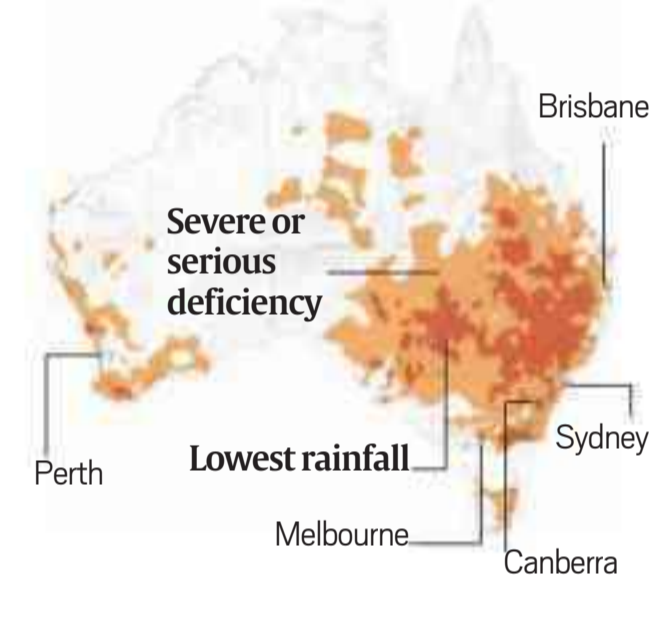 Brisbane
Severe or
serious
deficiency
Sydney
Lowest rainfall
Perth
Melbourne
Canberra